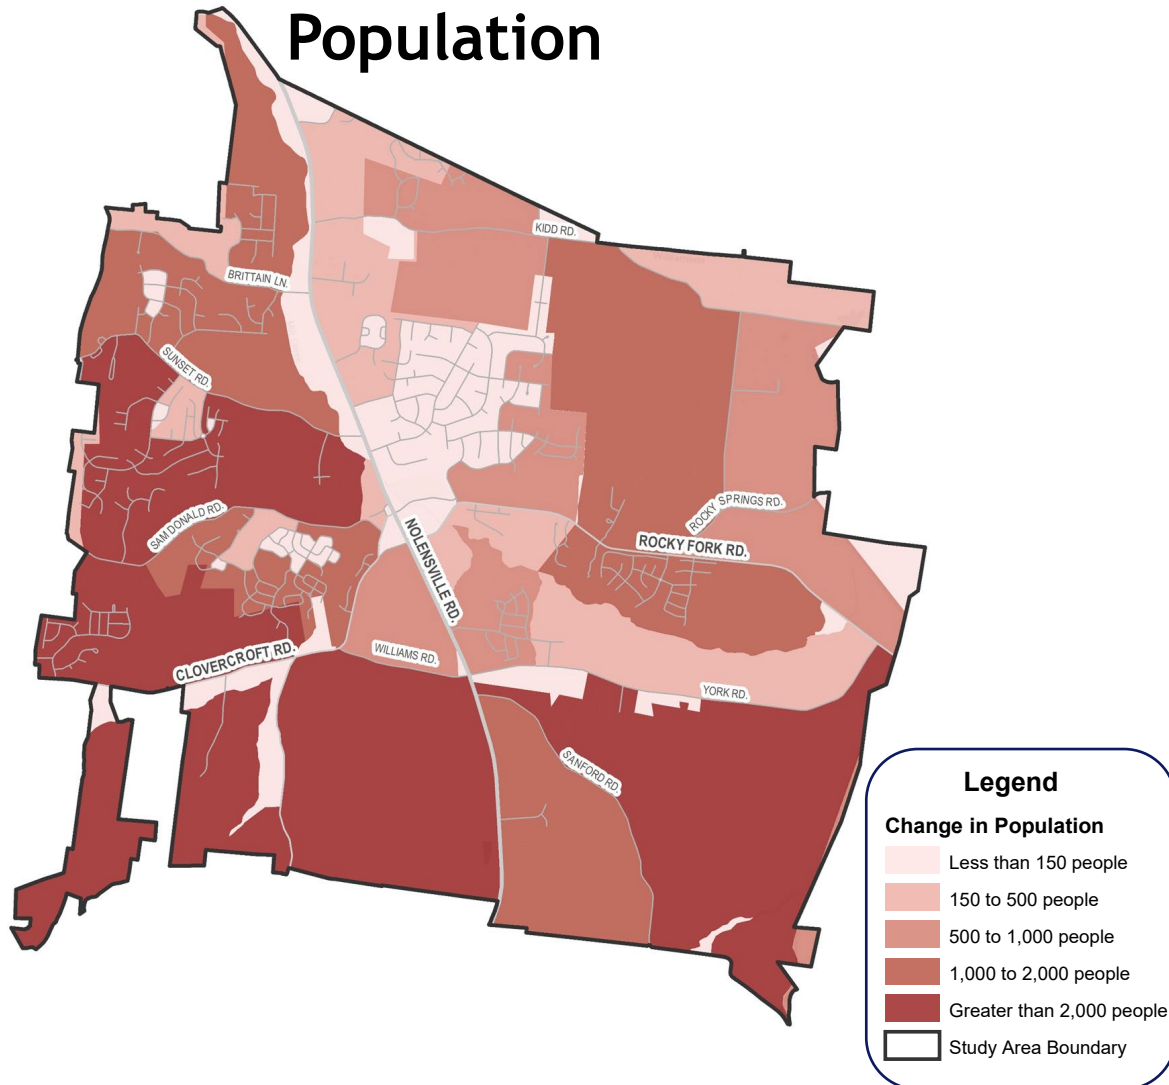 Population
KIDD RD.
BRITTAIN LN.
SUNSET RD.
SAM DONALD RD.
NOLENSVILLE RD.
ROCKY SPRINGS RD.
ROCKY FORK RD.
CLOVERCROFT RD.
WILLIAMS RD.
YORK RD.
SANFORD RD.
Legend
Change in Population
Less than 150 people
150 to 500 people
500 to 1,000 people
1,000 to 2,000 people
Greater than 2,000 people
Study Area Boundary